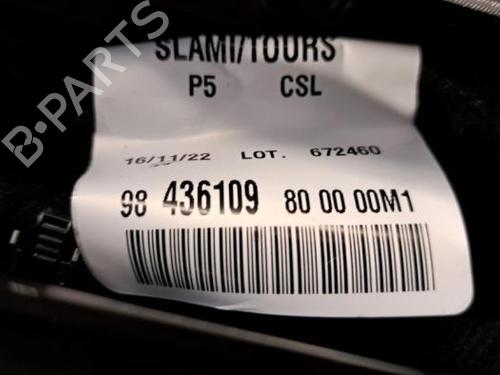 SLAMI/TOURS
P5 CSL
16/11/22 LOT. 672460
98 436109 80 00 00M1
B-PARTS